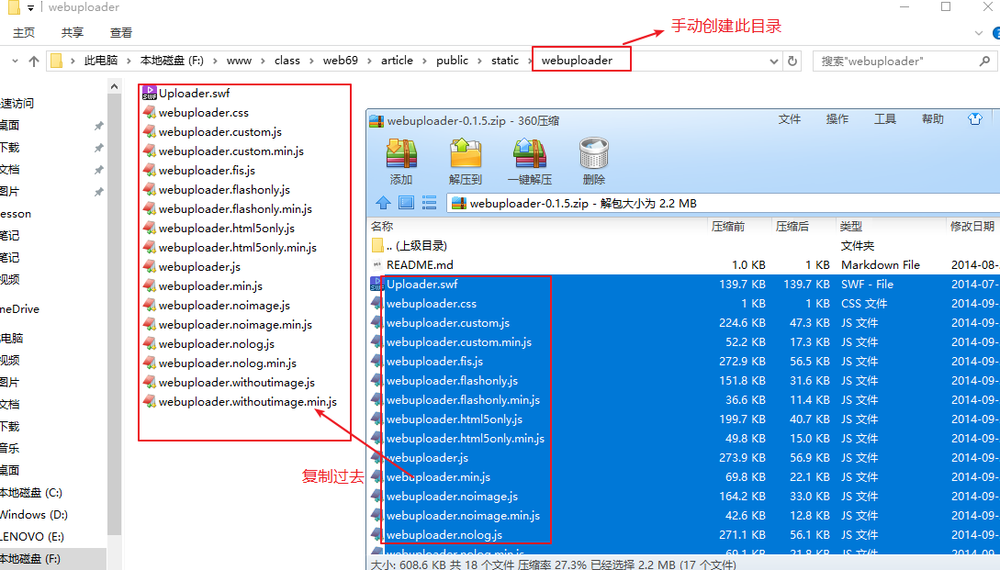 webuploader
主页 共享 查看
手动创建此目录
此电脑 本地磁盘 (F:) www class web69 article public static webuploader
搜索"webuploader"
速访问
桌面
下载
文档
图片
esson
笔记
笔记
视频
neDrive
电脑
视频
图片
文档
下载
音乐
桌面
本地磁盘 (C:)
Windows (D:)
LENOVO (E:)
本地磁盘 (F:)
Uploader.swf
webuploader.css
webuploader.custom.js
webuploader.custom.min.js
webuploader.fis.js
webuploader.flashonly.js
webuploader.flashonly.min.js
webuploader.html5only.js
webuploader.html5only.min.js
webuploader.js
webuploader.min.js
webuploader.noimage.js
webuploader.noimage.min.js
webuploader.nolog.js
webuploader.nolog.min.js
webuploader.withoutimage.js
webuploader.withoutimage.min.js
复制过去
webuploader-0.1.5.zip - 360压缩
文件 操作 工具 帮助
添加 解压到 一键解压 删除
webuploader-0.1.5.zip - 解包大小为 2.2 MB
名称 压缩前 压缩后 类型 修改日期
.. (上级目录) 文件夹
README.md 1.0 KB 1 KB Markdown File 2014-08-
Uploader.swf 139.7 KB 139.7 KB SWF - File 2014-07-
webuploader.css 1 KB 1 KB CSS 文件 2014-09-
webuploader.custom.js 224.6 KB 47.3 KB JS 文件 2014-09-
webuploader.custom.min.js 52.2 KB 17.3 KB JS 文件 2014-09-
webuploader.fis.js 272.9 KB 56.5 KB JS 文件 2014-09-
webuploader.flashonly.js 151.8 KB 31.6 KB JS 文件 2014-09-
webuploader.flashonly.min.js 36.6 KB 11.4 KB JS 文件 2014-09-
webuploader.html5only.js 199.7 KB 40.7 KB JS 文件 2014-09-
webuploader.html5only.min.js 49.8 KB 15.0 KB JS 文件 2014-09-
webuploader.js 273.9 KB 56.9 KB JS 文件 2014-09-
webuploader.min.js 69.8 KB 22.1 KB JS 文件 2014-09-
webuploader.noimage.js 164.2 KB 33.0 KB JS 文件 2014-09-
webuploader.noimage.min.js 42.6 KB 12.8 KB JS 文件 2014-09-
webuploader.nolog.js 271.1 KB 56.1 KB JS 文件 2014-09-
webuploader.nolog.min.js 69.1 KB 21.8 KB JS 文件 2014-09-
大小: 608.6 KB 共 18 个文件 压缩率 27.3% 已经选择 2.2 MB (17 个文件)